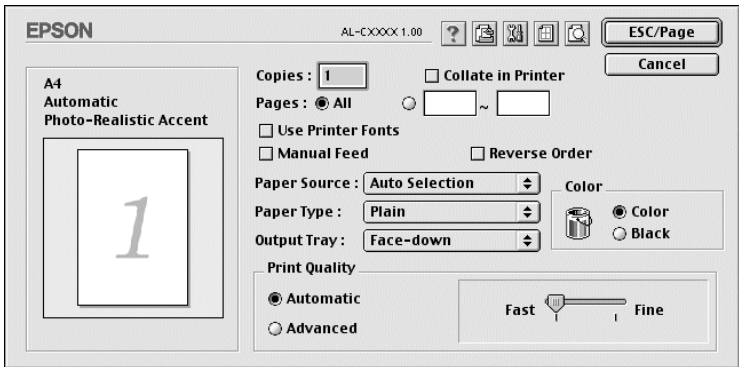 EPSON
AL-CXXXX 1.00
?
ESC/Page
Cancel
A4
Automatic
Photo-Realistic Accent
1
Copies : 1
Collate in Printer
Pages : All ~
Use Printer Fonts
Manual Feed
Reverse Order
Paper Source : Auto Selection
Paper Type : Plain
Output Tray : Face-down
Color
Color
Black
Print Quality
Automatic
Advanced
Fast
Fine